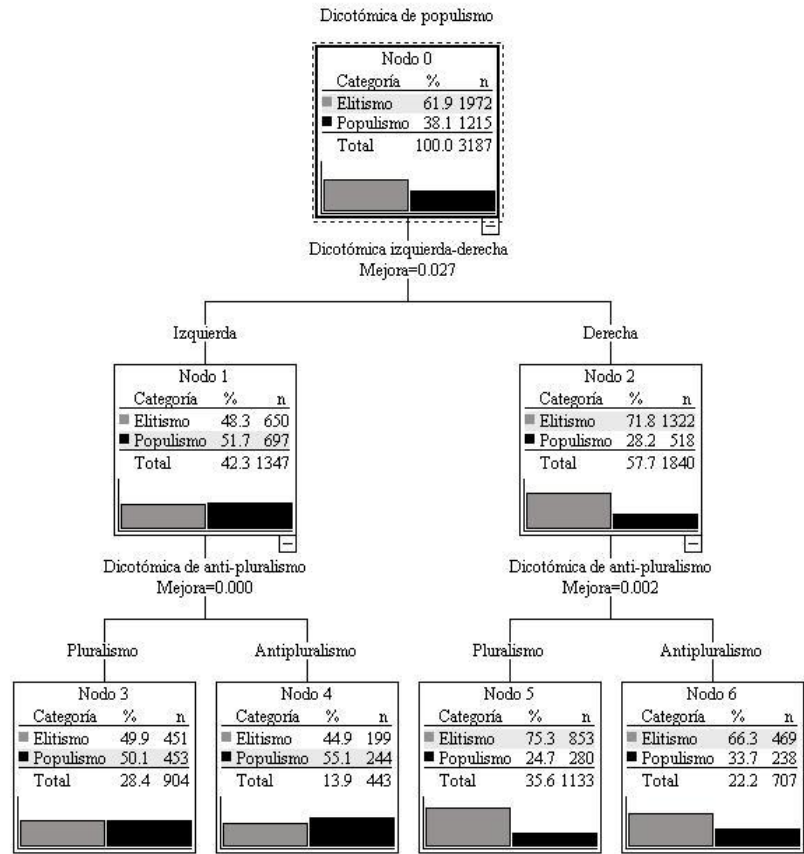 Dicotómica de populismo
Nodo 0
Categoría % n
Elitismo 61.9 1972
Populismo 38.1 1215
Total 100.0 3187
Dicotómica izquierda-derecha
Mejora=0.027
Izquierda
Derecha
Nodo 1
Categoría % n
Elitismo 48.3 650
Populismo 51.7 697
Total 42.3 1347
Nodo 2
Categoría % n
Elitismo 71.8 1322
Populismo 28.2 518
Total 57.7 1840
Dicotómica de anti-pluralismo
Mejora=0.000
Dicotómica de anti-pluralismo
Mejora=0.002
Pluralismo
Antipluralismo
Pluralismo
Antipluralismo
Nodo 3
Categoría % n
Elitismo 49.9 451
Populismo 50.1 453
Total 28.4 904
Nodo 4
Categoría % n
Elitismo 44.9 199
Populismo 55.1 244
Total 13.9 443
Nodo 5
Categoría % n
Elitismo 75.3 853
Populismo 24.7 280
Total 35.6 1133
Nodo 6
Categoría % n
Elitismo 66.3 469
Populismo 33.7 238
Total 22.2 707